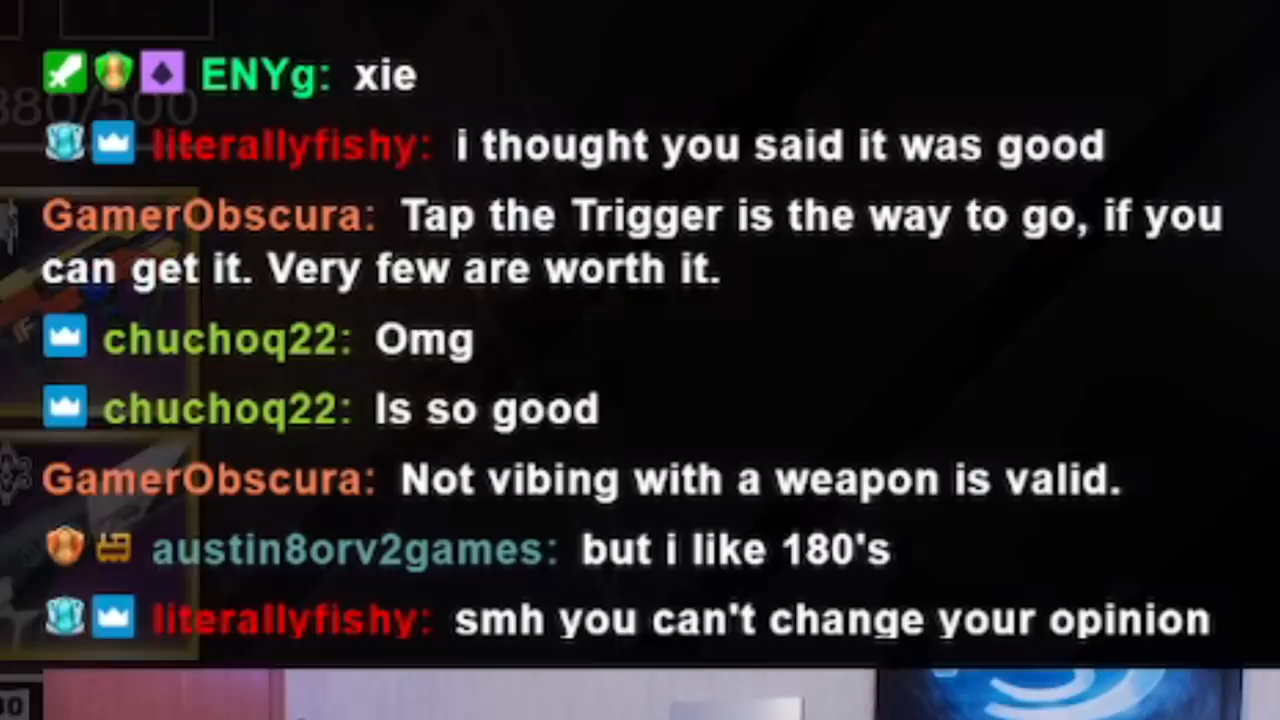 880/500
ENYg: xie
literallyfishy: i thought you said it was good
GamerObscura: Tap the Trigger is the way to go, if you
can get it. Very few are worth it.
chuchoq22: Omg
chuchoq22: Is so good
GamerObscura: Not vibing with a weapon is valid.
austin8orv2games: but i like 180's
literallyfishy: smh you can't change your opinion